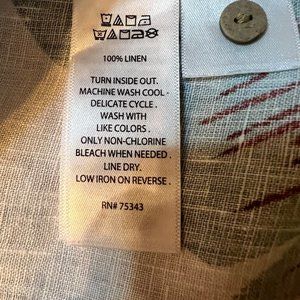 100% LINEN
TURN INSIDE OUT.
MACHINE WASH COOL -
DELICATE CYCLE .
WASH WITH
LIKE COLORS .
ONLY NON-CHLORINE
BLEACH WHEN NEEDED .
LINE DRY.
LOW IRON ON REVERSE .
RN# 75343